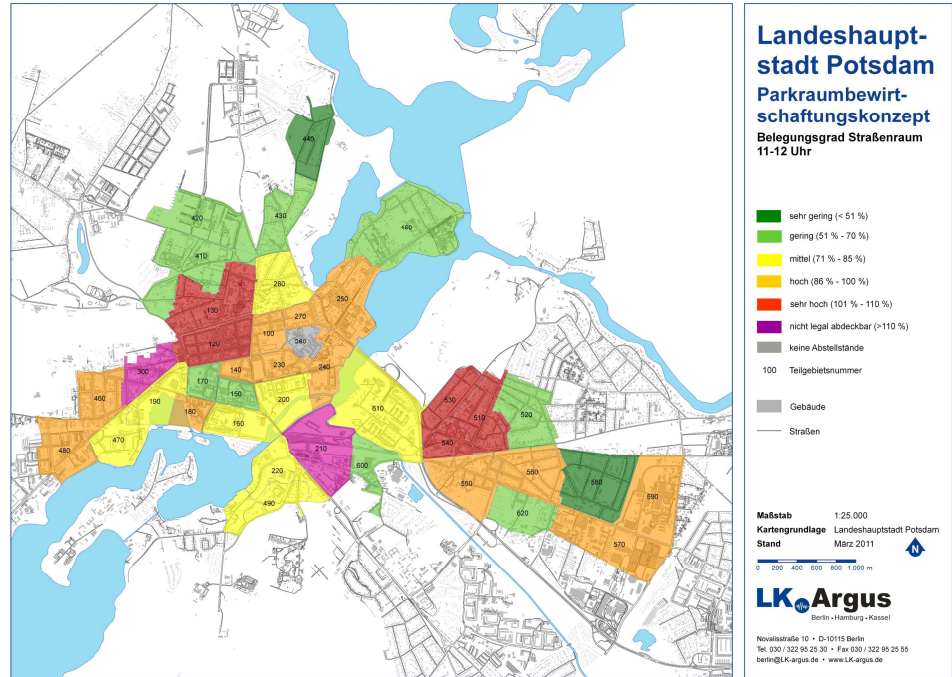 Landeshaupt-
stadt Potsdam
Parkraumbewirt-
schaftungskonzept
Belegungsgrad Straßenraum
11-12 Uhr
sehr gering (< 51 %)
gering (51 % - 70 %)
mittel (71 % - 85 %)
hoch (86 % - 100 %)
sehr hoch (101 % - 110 %)
nicht legal abdeckbar (>110 %)
keine Abstellstände
100 Teilgebietsnummer
Gebäude
Straßen
Maßstab 1:25.000
Kartengrundlage Landeshauptstadt Potsdam
Stand März 2011
N
0 200 400 600 800 1.000 m
LK Argus
Berlin • Hamburg • Kassel
Novalisstraße 10 • D-10115 Berlin
Tel. 030 / 322 95 25 30 • Fax 030 / 322 95 25 55
berlin@LK-argus.de • www.LK-argus.de
440
420
430
410
280
250
130
270
120
100
260
140
230
240
300
170
150
200
460
190
180
160
610
470
480
210
220
490
500
530
510
520
540
550
560
580
590
620
570